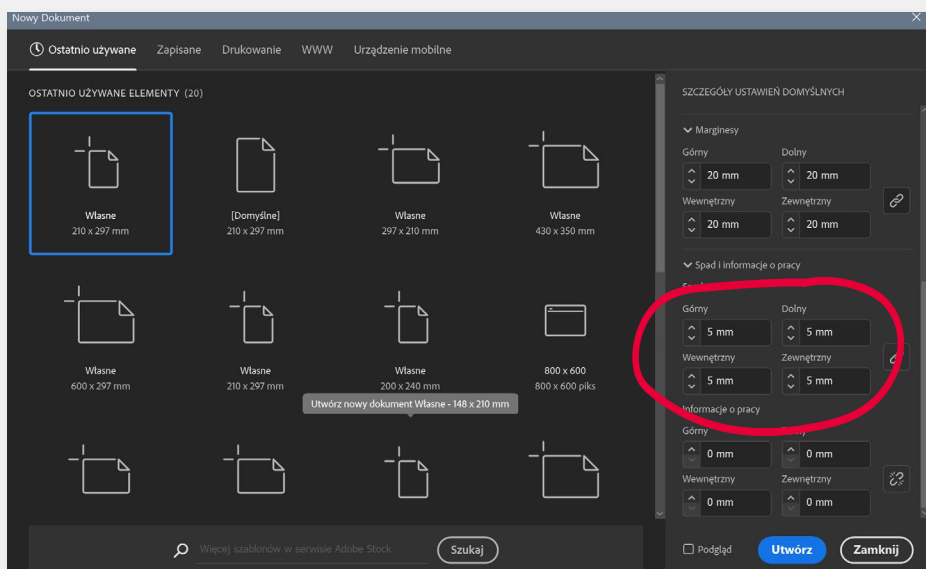 Nowy Dokument
Ostatnio używane Zapisane Drukowanie WWW Urządzenie mobilne
OSTATNIO UŻYWANE ELEMENTY (20)
Własne
210 x 297 mm
[Domyślne]
210 x 297 mm
Własne
297 x 210 mm
Własne
430 x 350 mm
Własne
600 x 297 mm
Własne
210 x 297 mm
Własne
200 x 240 mm
800 x 600
800 x 600 piks
Utwórz nowy dokument Własne - 148 x 210 mm
Więcej szablonów w serwisie Adobe Stock
Szukaj
SZCZEGÓŁY USTAWIEŃ DOMYŚLNYCH
Marginesy
Górny Dolny
20 mm 20 mm
Wewnętrzny Zewnętrzny
20 mm 20 mm
Spad i informacje o pracy
Górny Dolny
5 mm 5 mm
Wewnętrzny Zewnętrzny
5 mm 5 mm
Informacje o pracy
Górny Dolny
0 mm 0 mm
Wewnętrzny Zewnętrzny
0 mm 0 mm
Podgląd Utwórz Zamknij